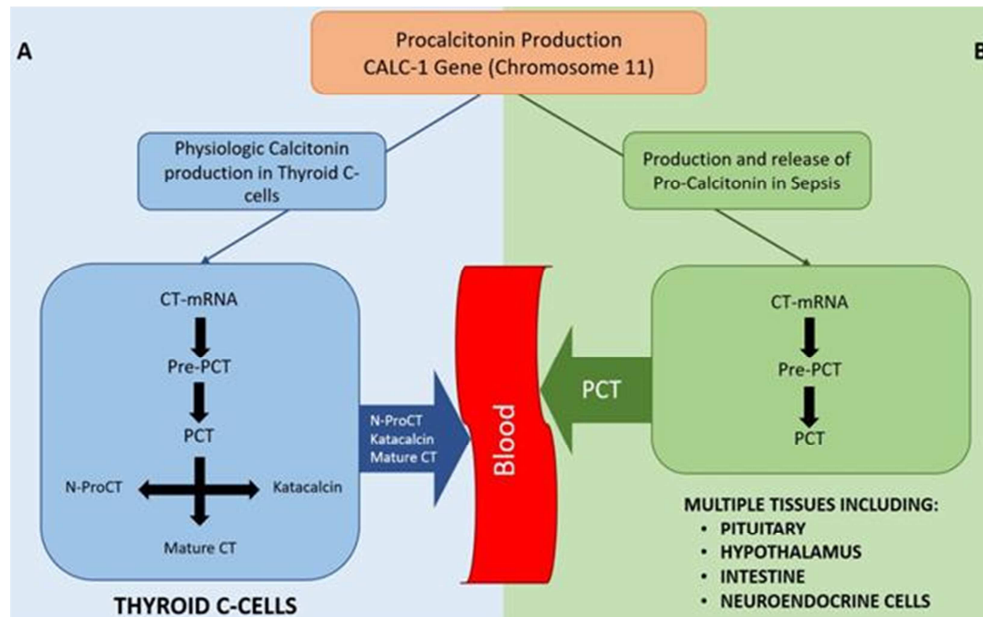 A
Procalcitonin Production
CALC-1 Gene (Chromosome 11)
B
Physiologic Calcitonin
production in Thyroid C-
cells
Production and release of
Pro-Calcitonin in Sepsis
CT-mRNA
Pre-PCT
PCT
N-ProCT
Katacalcin
Mature CT
THYROID C-CELLS
N-ProCT
Katacalcin
Mature CT
Blood
PCT
CT-mRNA
Pre-PCT
PCT
MULTIPLE TISSUES INCLUDING:
• PITUITARY
• HYPOTHALAMUS
• INTESTINE
• NEUROENDOCRINE CELLS